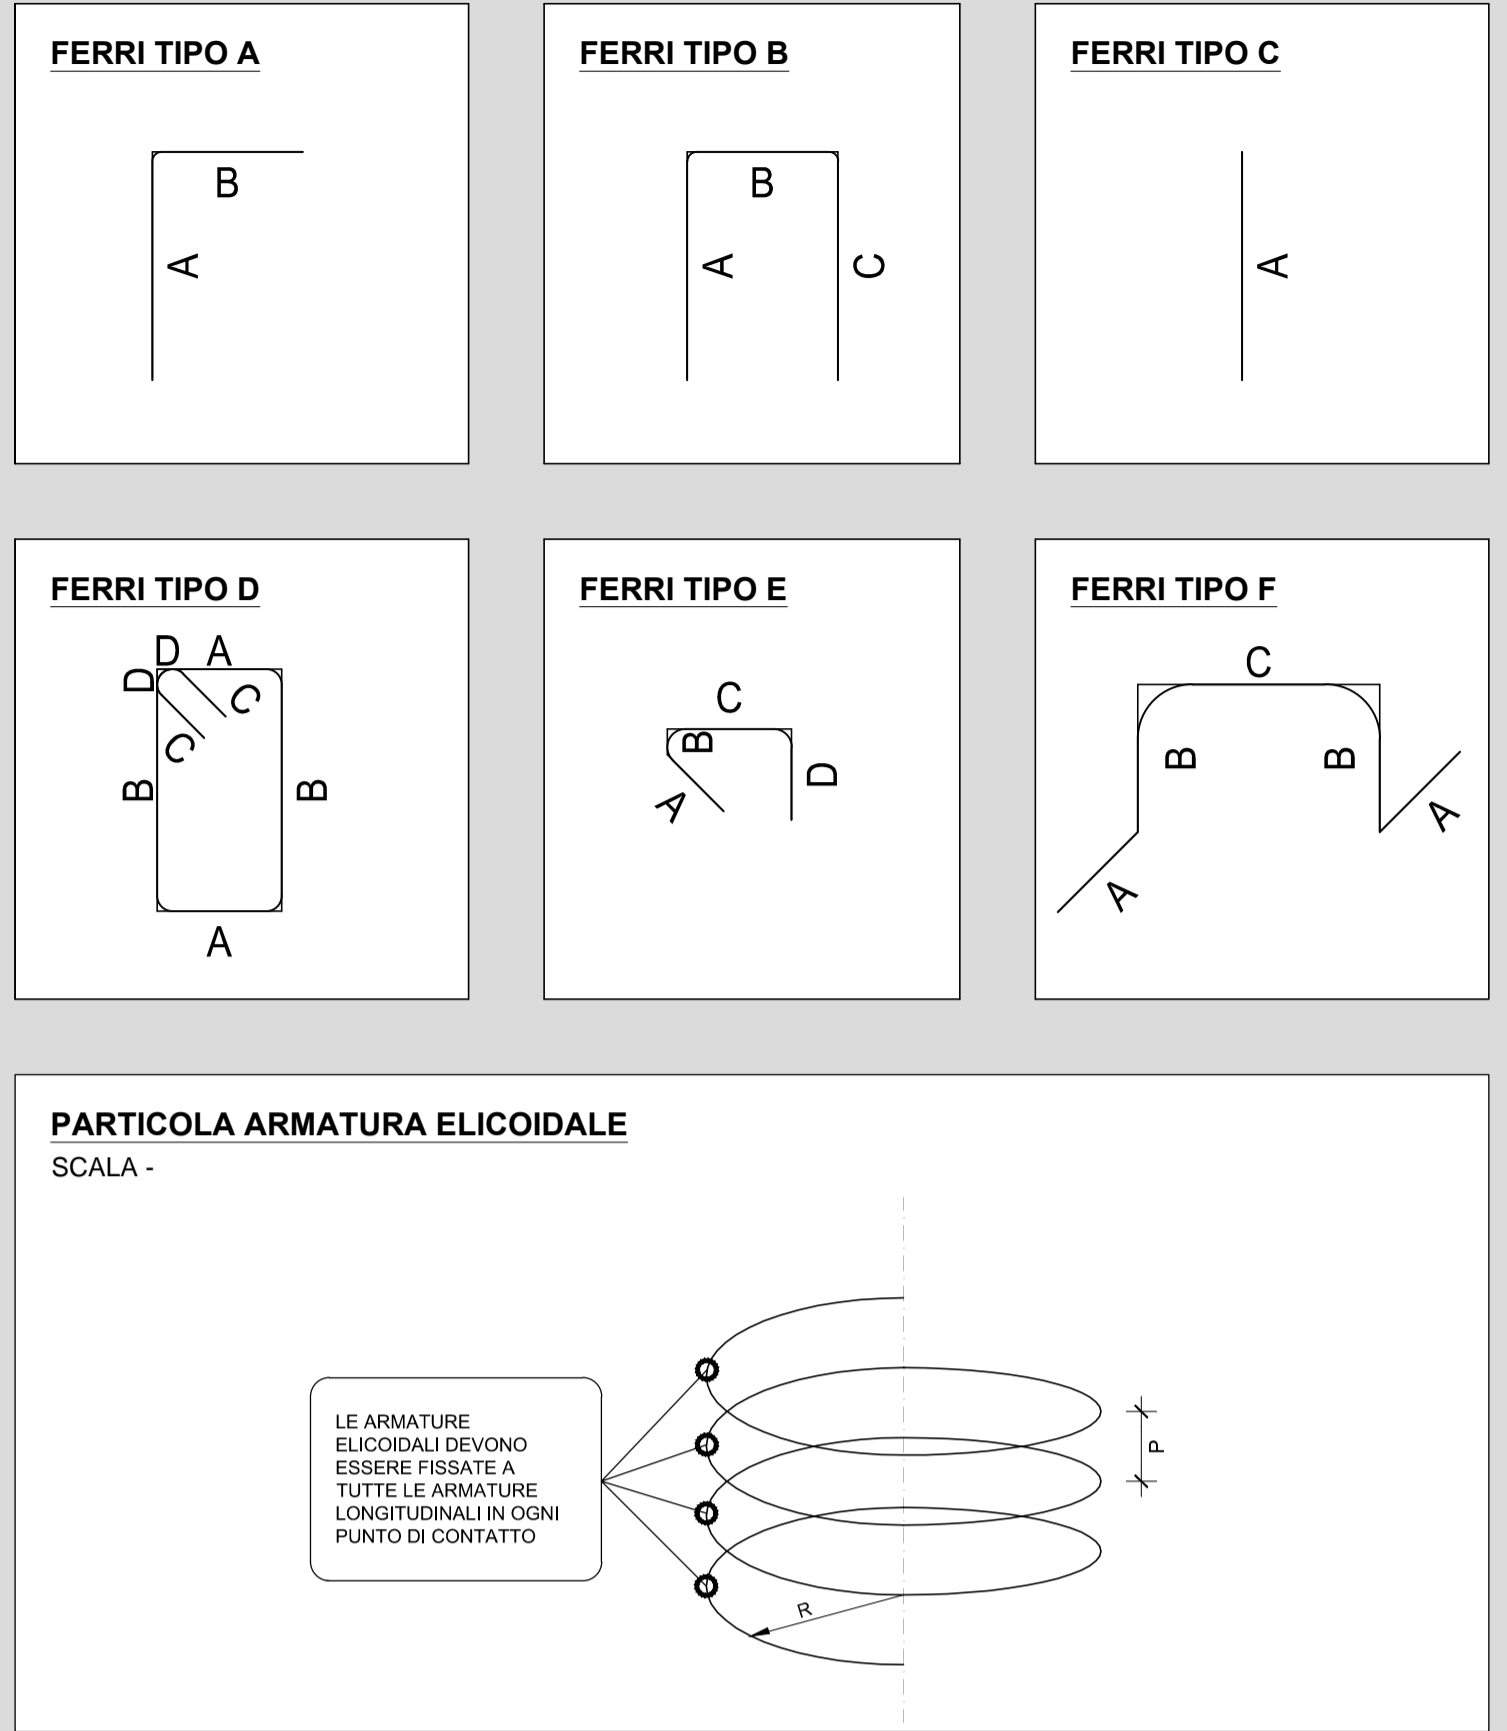 FERRI TIPO A
B
A
FERRI TIPO B
B
A
C
FERRI TIPO C
A
FERRI TIPO D
D A
D
C
C
B
B
A
FERRI TIPO E
C
B
A
D
FERRI TIPO F
C
B
B
A
A
PARTICOLA ARMATURA ELICOIDALE
SCALA -
LE ARMATURE
ELICOIDALI DEVONO
ESSERE FISSATE A
TUTTE LE ARMATURE
LONGITUDINALI IN OGNI
PUNTO DI CONTATTO
P
R